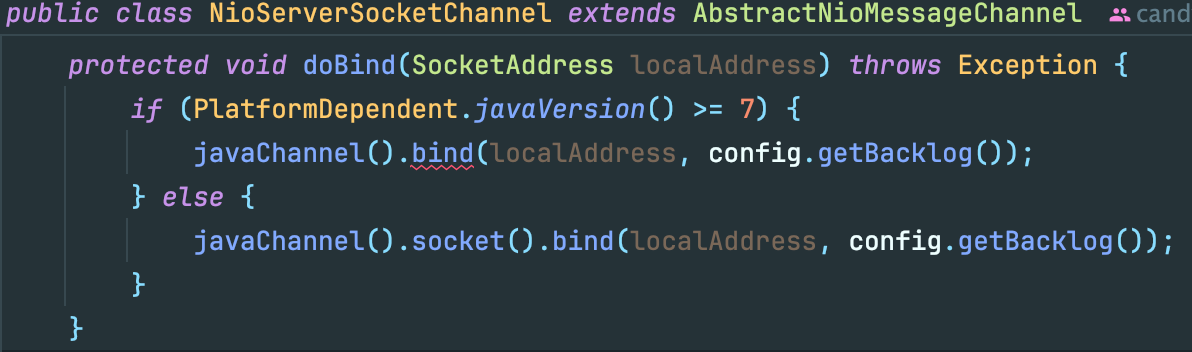 public class NioServerSocketChannel extends AbstractNioMessageChannel cand
protected void doBind(SocketAddress localAddress) throws Exception {
if (PlatformDependent.javaVersion() >= 7) {
javaChannel().bind(localAddress, config.getBacklog());
} else {
javaChannel().socket().bind(localAddress, config.getBacklog());
}
}